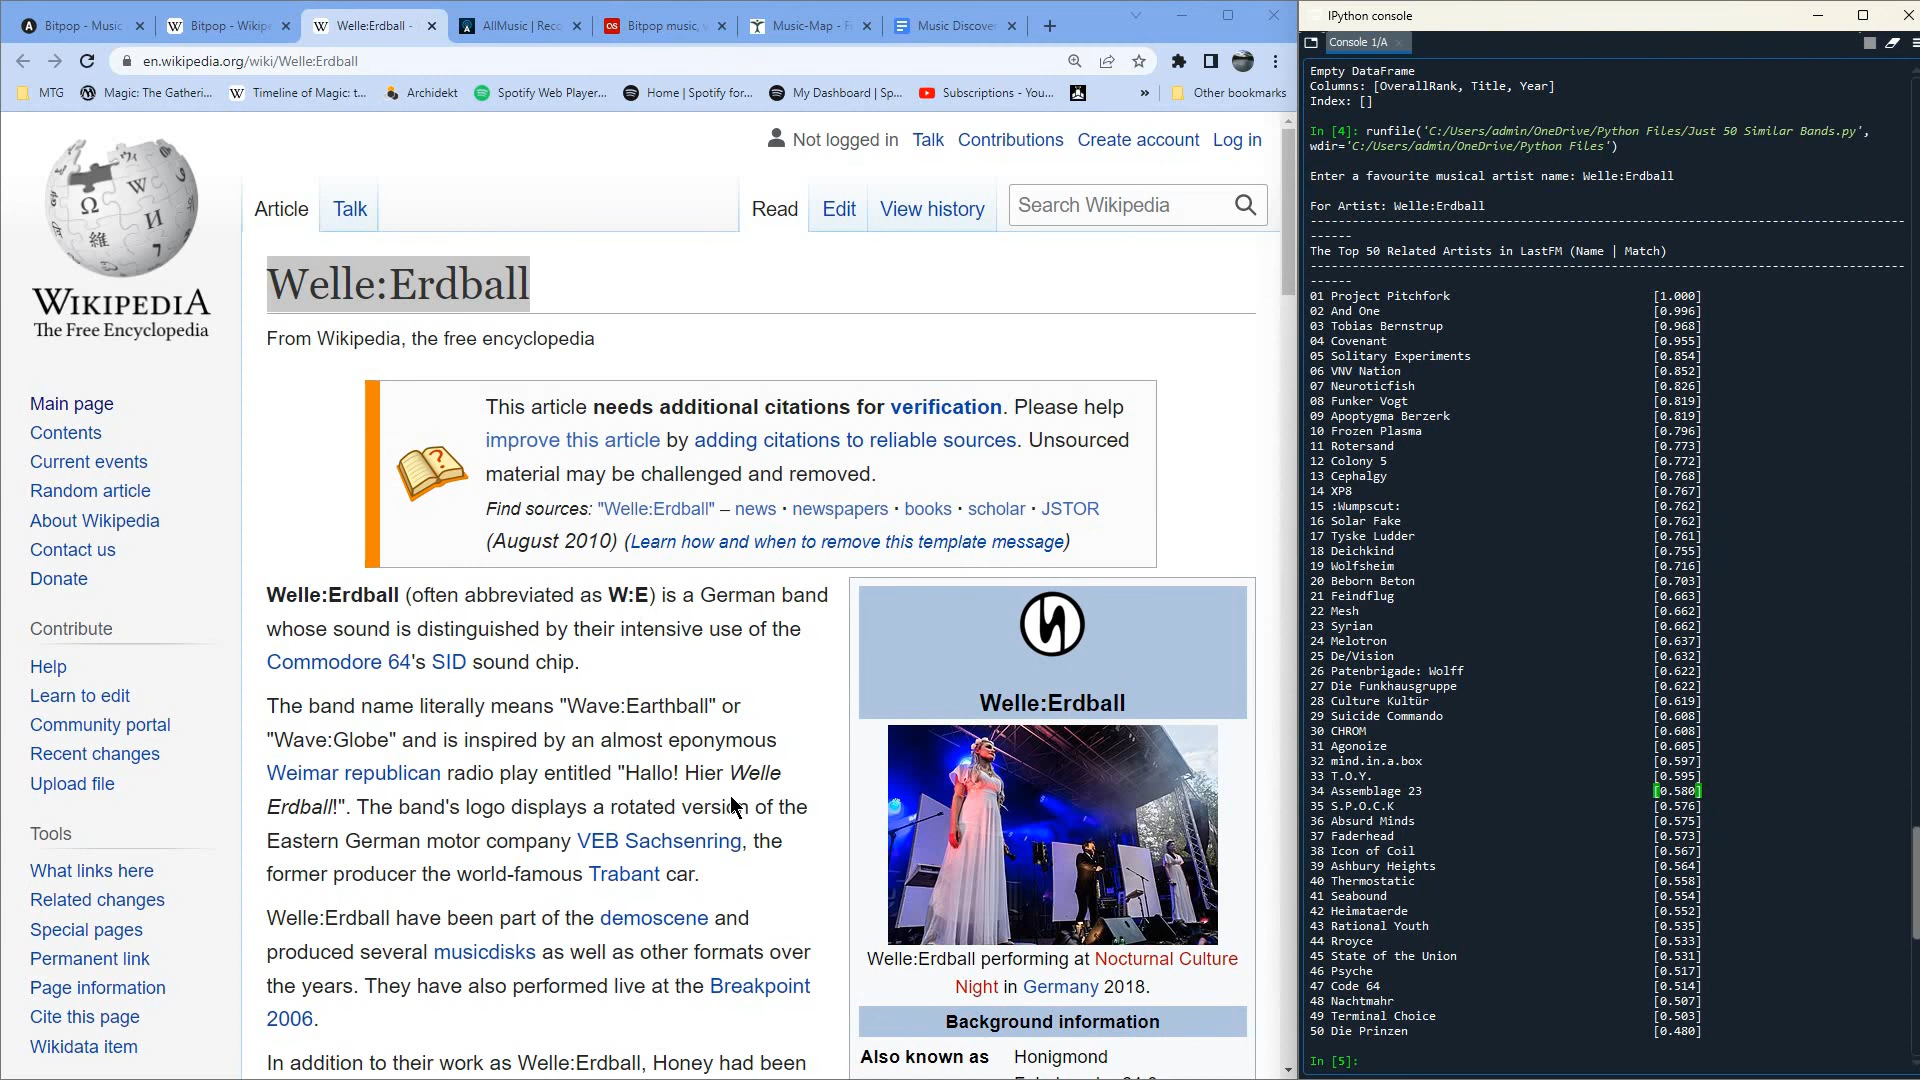 Bitpop - Music
Bitpop - Wikip
Welle:Erdball -
AllMusic | Reco
Bitpop music, v
Music-Map - Fi
Music Discover
en.wikipedia.org/wiki/Welle:Erdball
MTG
Magic: The Gatheri...
Timeline of Magic: t...
Archidekt
Spotify Web Player...
Home | Spotify for...
My Dashboard | Sp...
Subscriptions - You...
»
Other bookmarks
Not logged in
Talk
Contributions
Create account
Log in
Article
Talk
Read
Edit
View history
Search Wikipedia
WIKIPEDIA
The Free Encyclopedia
Main page
Contents
Current events
Random article
About Wikipedia
Contact us
Donate
Contribute
Help
Learn to edit
Community portal
Recent changes
Upload file
Tools
What links here
Related changes
Special pages
Permanent link
Page information
Cite this page
Wikidata item
Welle:Erdball
From Wikipedia, the free encyclopedia
This article needs additional citations for verification. Please help
improve this article by adding citations to reliable sources. Unsourced
material may be challenged and removed.
Find sources: "Welle:Erdball" – news · newspapers · books · scholar · JSTOR
(August 2010) (Learn how and when to remove this template message)
Welle:Erdball (often abbreviated as W:E) is a German band
whose sound is distinguished by their intensive use of the
Commodore 64's SID sound chip.
The band name literally means "Wave:Earthball" or
"Wave:Globe" and is inspired by an almost eponymous
Weimar republican radio play entitled "Hallo! Hier Welle
Erdball!". The band's logo displays a rotated version of the
Eastern German motor company VEB Sachsenring, the
former producer the world-famous Trabant car.
Welle:Erdball have been part of the demoscene and
produced several musicdisks as well as other formats over
the years. They have also performed live at the Breakpoint
2006.
In addition to their work as Welle:Erdball, Honey had been
Welle:Erdball
Welle:Erdball performing at Nocturnal Culture
Night in Germany 2018.
Background information
Also known as
Honigmond
IPython console
Console 1/A
Empty DataFrame
Columns: [OverallRank, Title, Year]
Index: []
In [4]: runfile('C:/Users/admin/OneDrive/Python Files/Just 50 Similar Bands.py',
wdir='C:/Users/admin/OneDrive/Python Files')
Enter a favourite musical artist name: Welle:Erdball
For Artist: Welle:Erdball
The Top 50 Related Artists in LastFM (Name | Match)
01 Project Pitchfork [1.000]
02 And One [0.996]
03 Tobias Bernstrup [0.968]
04 Covenant [0.955]
05 Solitary Experiments [0.854]
06 VNV Nation [0.852]
07 Neuroticfish [0.826]
08 Funker Vogt [0.819]
09 Apoptygma Berzerk [0.819]
10 Frozen Plasma [0.796]
11 Rotersand [0.773]
12 Colony 5 [0.772]
13 Cephalgy [0.768]
14 XP8 [0.767]
15 :Wumpscut: [0.762]
16 Solar Fake [0.762]
17 Tyske Ludder [0.761]
18 Deichkind [0.755]
19 Wolfsheim [0.716]
20 Beborn Beton [0.703]
21 Feindflug [0.663]
22 Mesh [0.662]
23 Syrian [0.662]
24 Melotron [0.637]
25 De/Vision [0.632]
26 Patenbrigade: Wolff [0.622]
27 Die Funkhausgruppe [0.622]
28 Culture Kultür [0.619]
29 Suicide Commando [0.608]
30 CHROM [0.608]
31 Agonoize [0.605]
32 mind.in.a.box [0.597]
33 T.O.Y. [0.595]
34 Assemblage 23 [0.580]
35 S.P.O.C.K [0.576]
36 Absurd Minds [0.575]
37 Faderhead [0.573]
38 Icon of Coil [0.567]
39 Ashbury Heights [0.564]
40 Thermostatic [0.558]
41 Seabound [0.554]
42 Heimataerde [0.552]
43 Rational Youth [0.535]
44 Rroyce [0.533]
45 State of the Union [0.531]
46 Psyche [0.517]
47 Code 64 [0.514]
48 Nachtmahr [0.507]
49 Terminal Choice [0.503]
50 Die Prinzen [0.480]
In [5]: